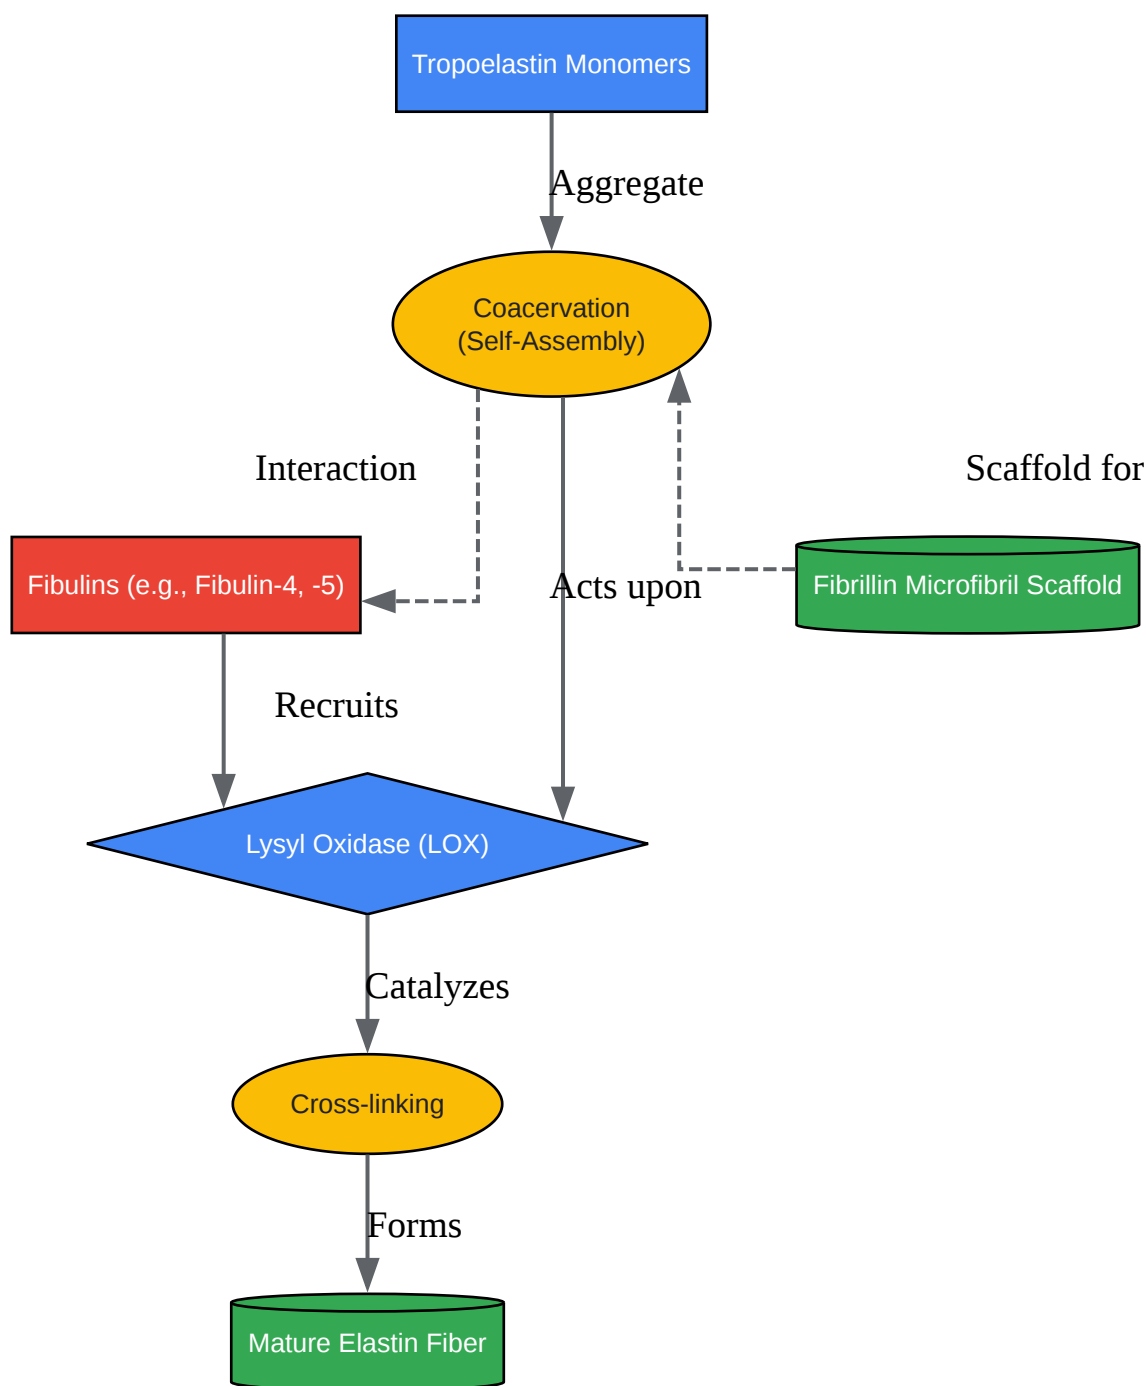 Tropoelastin Monomers
Aggregate
Coacervation
(Self-Assembly)
Interaction
Scaffold for
Fibulins (e.g., Fibulin-4, -5)
Acts upon
Fibrillin Microfibril Scaffold
Recruits
Lysyl Oxidase (LOX)
Catalyzes
Cross-linking
Forms
Mature Elastin Fiber